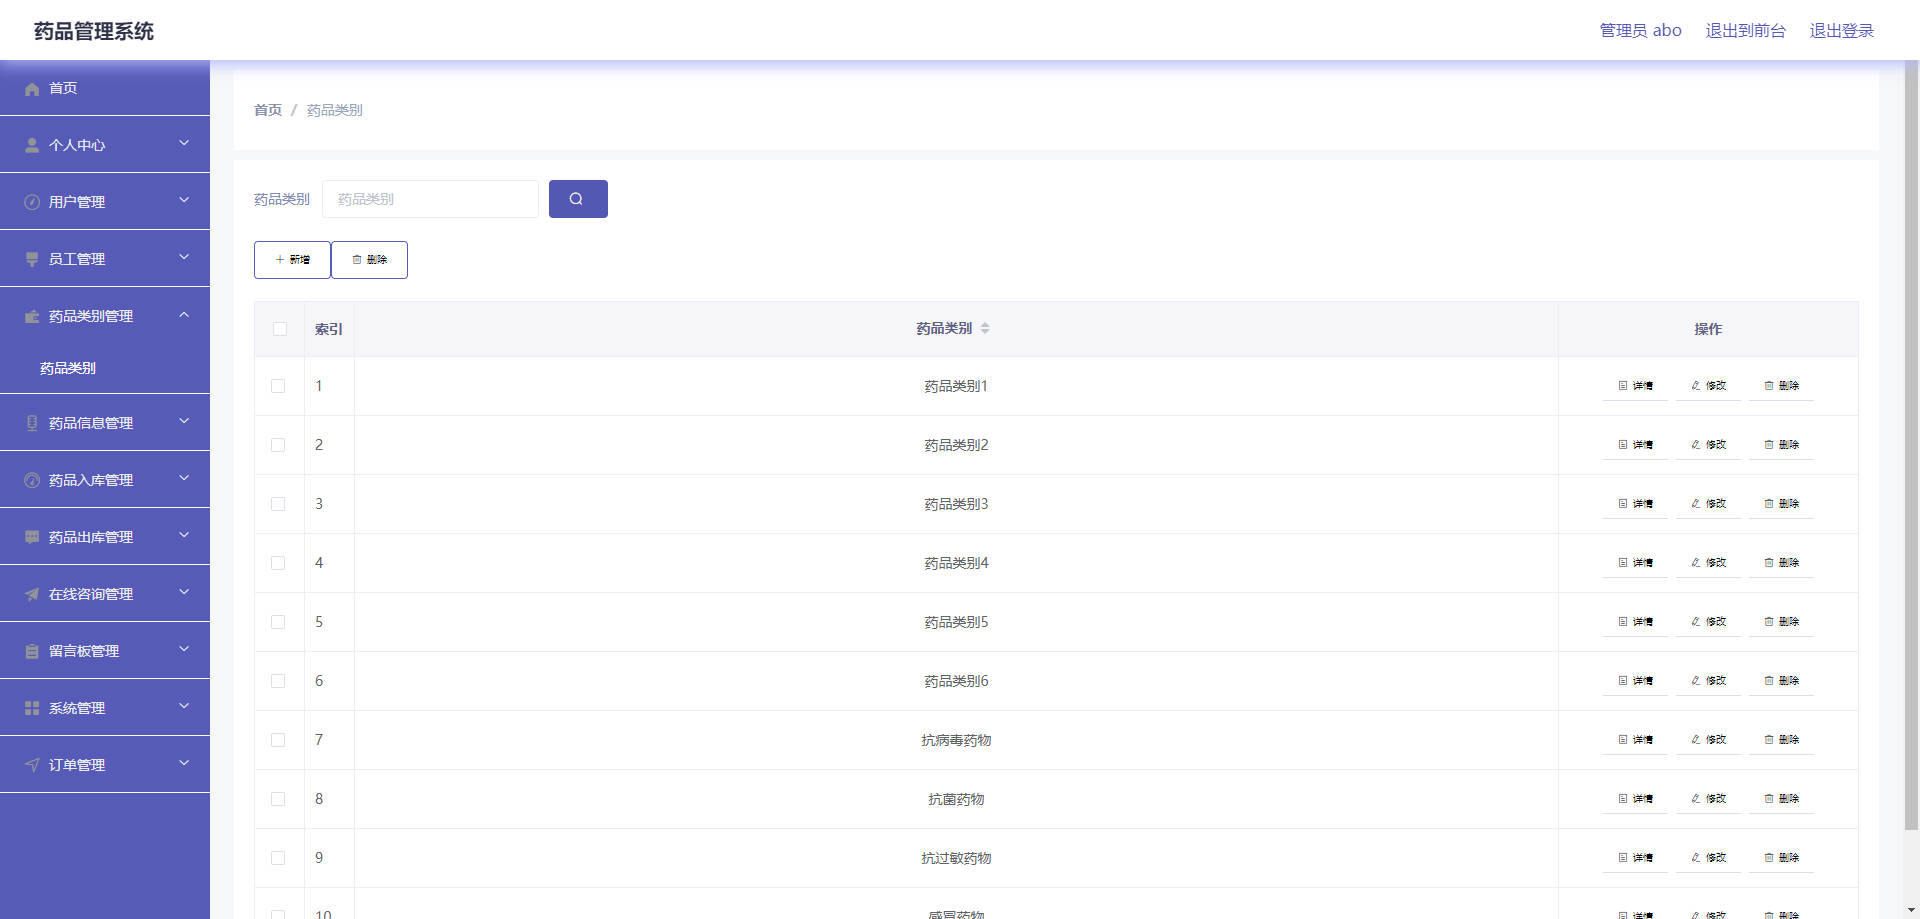 药品管理系统
管理员 abo 退出到前台 退出登录
首页
个人中心
用户管理
员工管理
药品类别管理
药品类别
药品信息管理
药品入库管理
药品出库管理
在线咨询管理
留言板管理
系统管理
订单管理
首页 / 药品类别
药品类别 药品类别
新增 删除
索引 药品类别 操作
1 药品类别1 详情 修改 删除
2 药品类别2 详情 修改 删除
3 药品类别3 详情 修改 删除
4 药品类别4 详情 修改 删除
5 药品类别5 详情 修改 删除
6 药品类别6 详情 修改 删除
7 抗病毒药物 详情 修改 删除
8 抗菌药物 详情 修改 删除
9 抗过敏药物 详情 修改 删除
10 感冒药物 详情 修改 删除